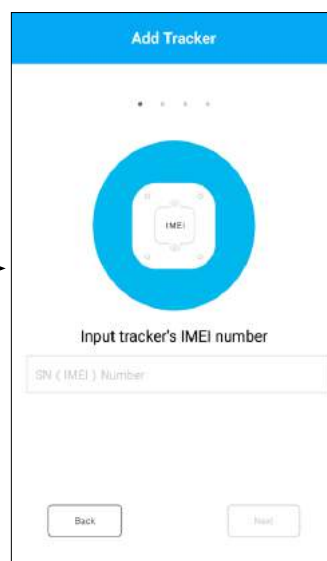 Add Tracker
IMEI
Input tracker's IMEI number
SN ( IMEI ) Number
Back
Next